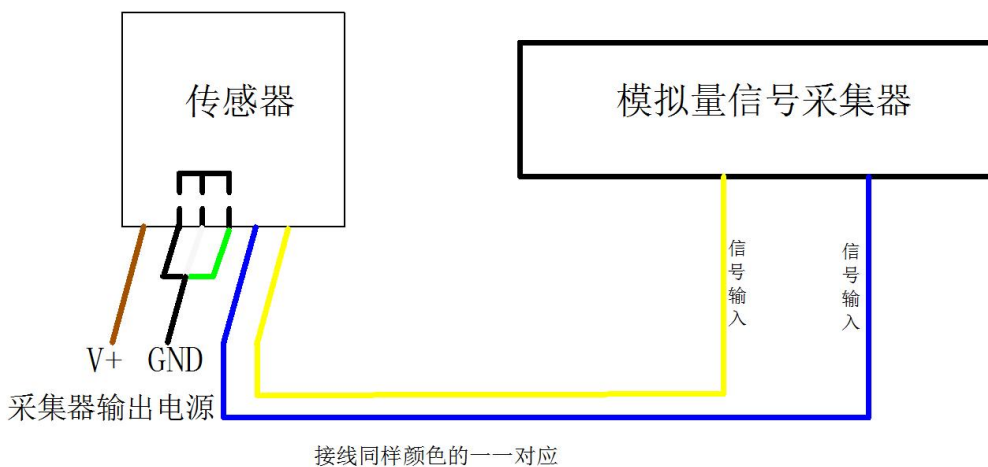 传感器
模拟量信号采集器
信号输入
信号输入
V+ GND
采集器输出电源
接线同样颜色的一一对应